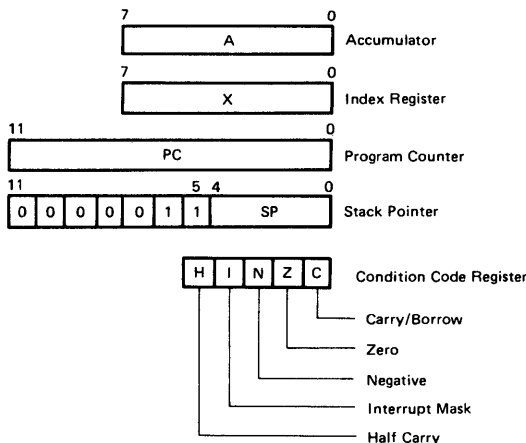 7 0
A Accumulator
7 0
X Index Register
11 0
PC Program Counter
11 5 4 0
0 0 0 0 0 1 1 SP Stack Pointer
H I N Z C Condition Code Register
Carry/Borrow
Zero
Negative
Interrupt Mask
Half Carry